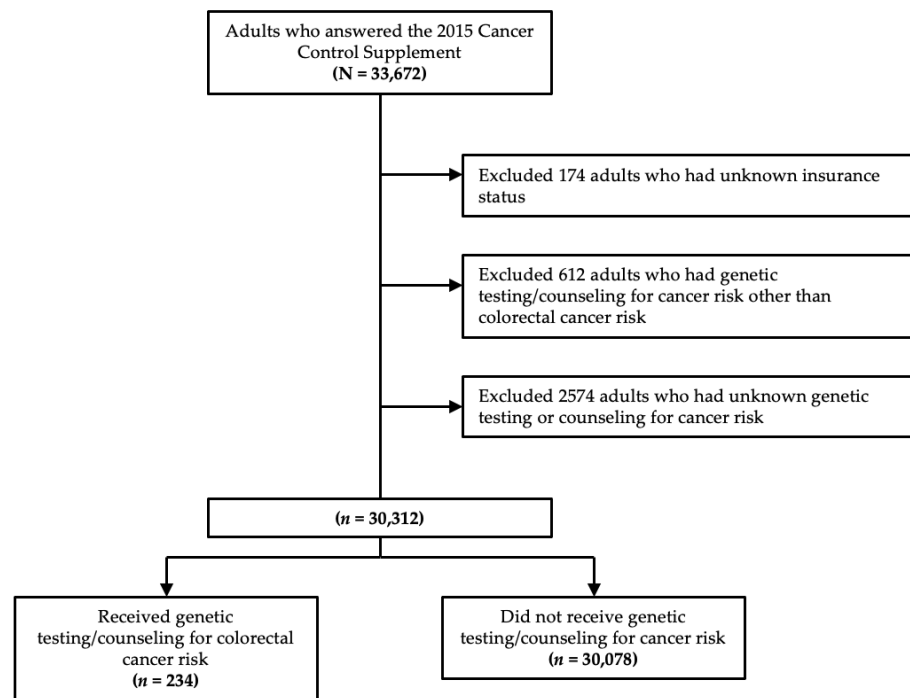 Adults who answered the 2015 Cancer
Control Supplement
(N = 33,672)
Excluded 174 adults who had unknown insurance
status
Excluded 612 adults who had genetic
testing/counseling for cancer risk other than
colorectal cancer risk
Excluded 2574 adults who had unknown genetic
testing or counseling for cancer risk
(n = 30,312)
Received genetic
testing/counseling for colorectal
cancer risk
(n = 234)
Did not receive genetic
testing/counseling for cancer risk
(n = 30,078)